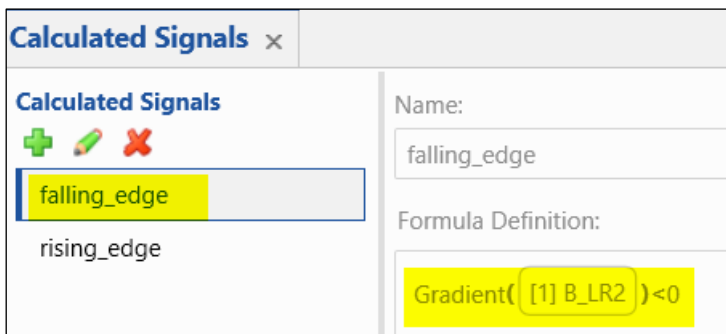 Calculated Signals ×
Calculated Signals
falling_edge
rising_edge
Name:
falling_edge
Formula Definition:
Gradient( [1] B_LR2 )<0